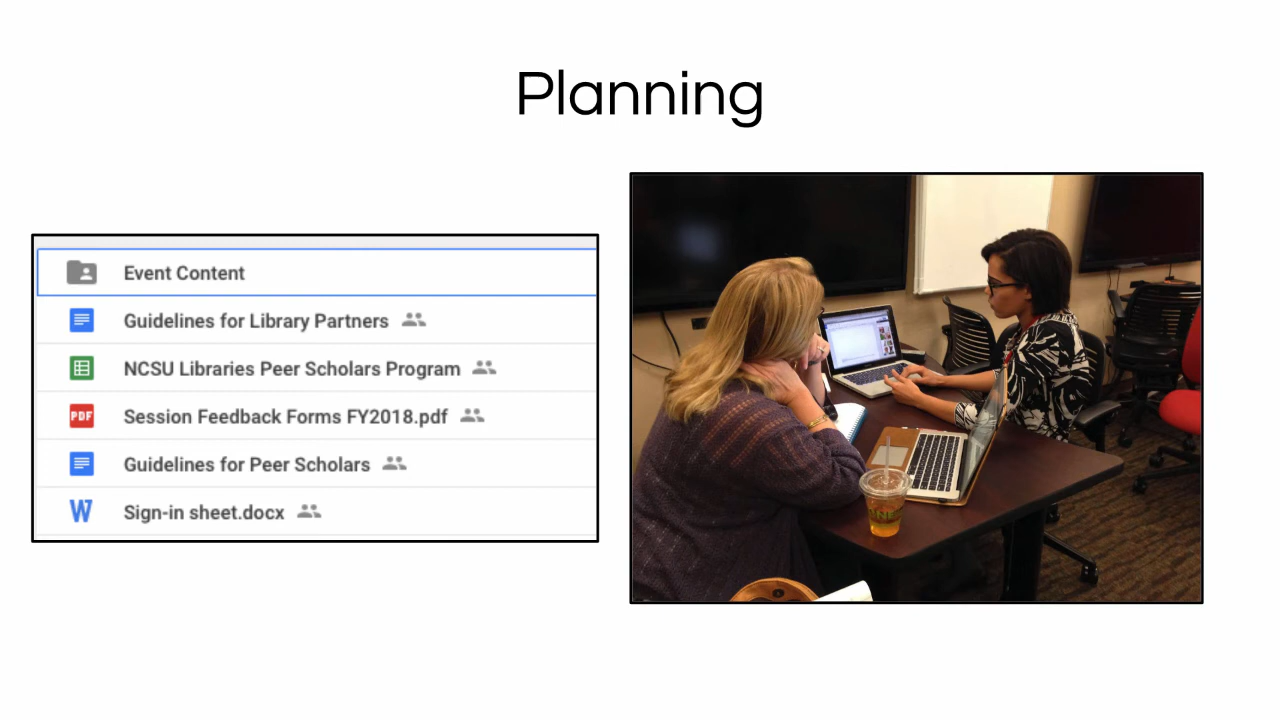 Planning
Event Content
Guidelines for Library Partners
NCSU Libraries Peer Scholars Program
PDF
Session Feedback Forms FY2018.pdf
Guidelines for Peer Scholars
W
Sign-in sheet.docx